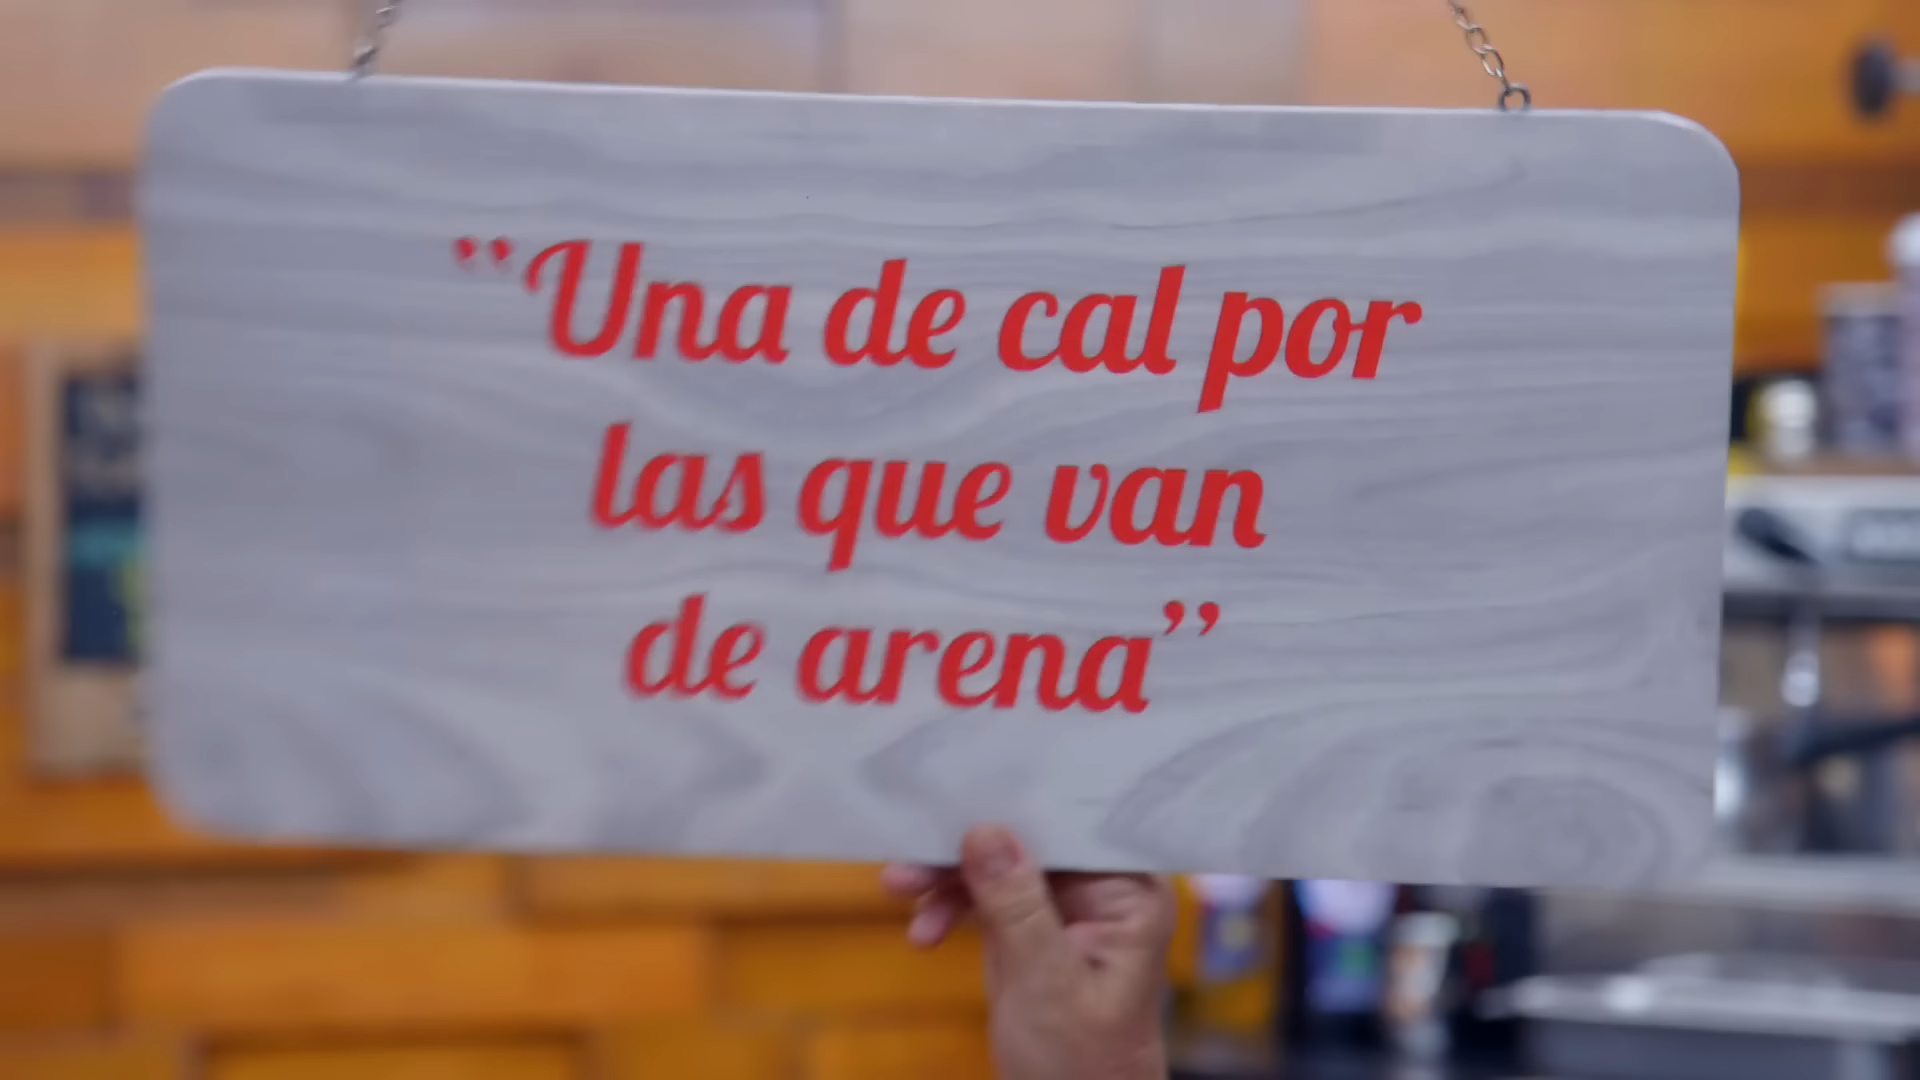 ”Una de cal por
las que van
de arena”